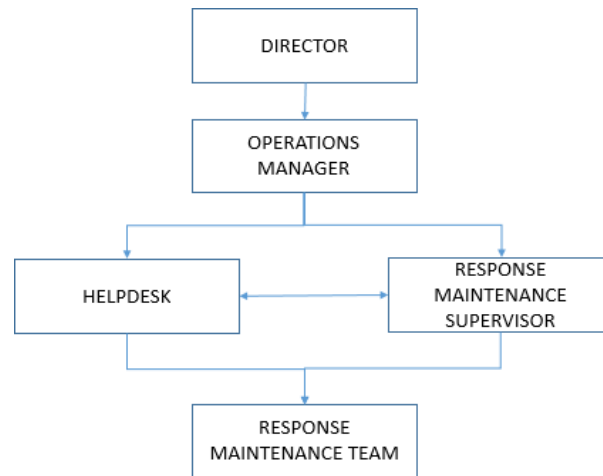 DIRECTOR
OPERATIONS
MANAGER
HELPDESK
RESPONSE
MAINTENANCE
SUPERVISOR
RESPONSE
MAINTENANCE TEAM